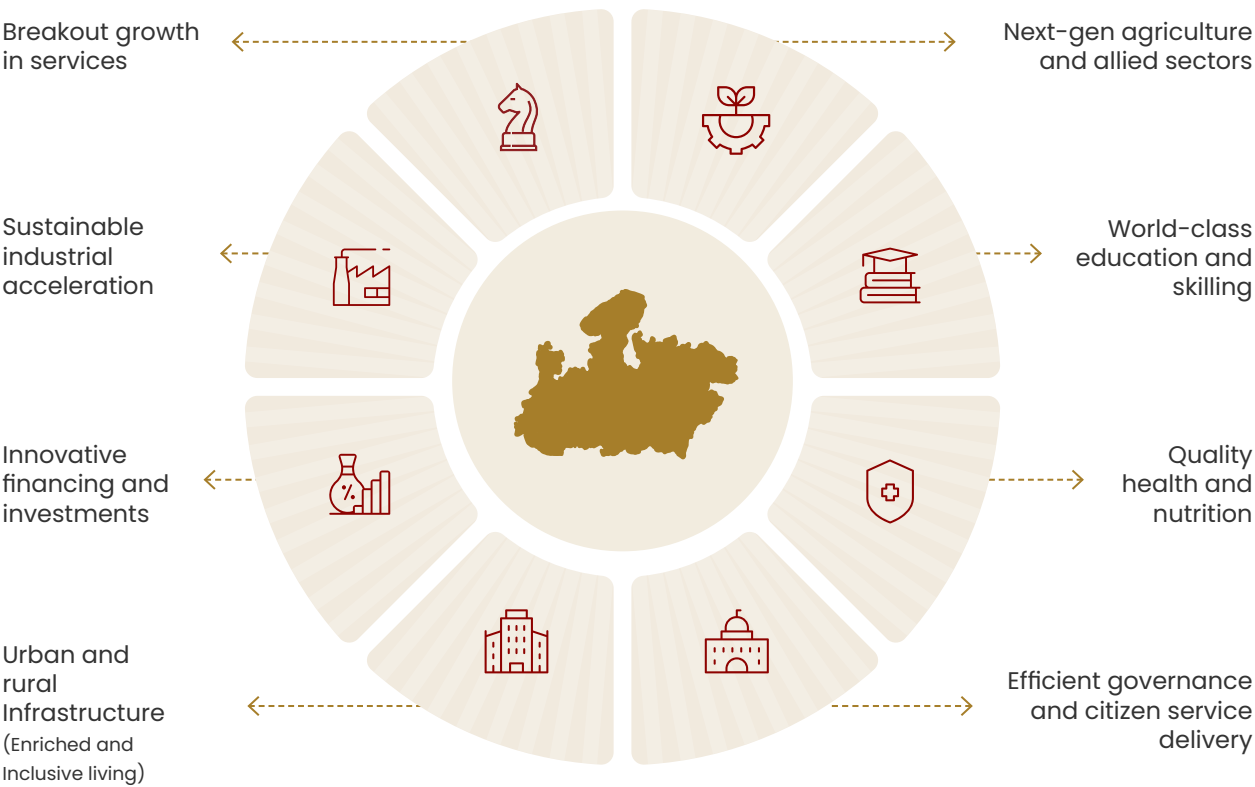 Breakout growth
in services
Next-gen agriculture
and allied sectors
Sustainable
industrial
acceleration
World-class
education and
skilling
Innovative
financing and
investments
Quality
health and
nutrition
Urban and
rural
Infrastructure
(Enriched and
Inclusive living)
Efficient governance
and citizen service
delivery